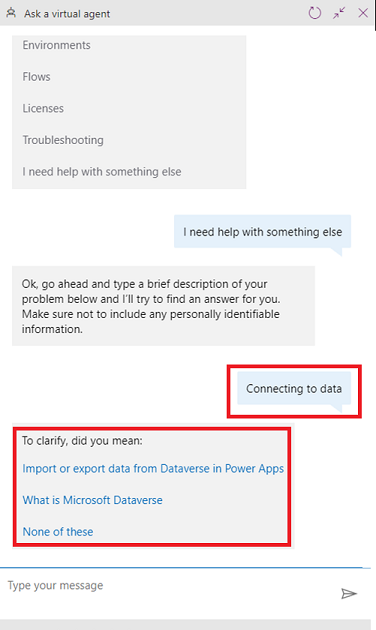 Ask a virtual agent
Environments
Flows
Licenses
Troubleshooting
I need help with something else
I need help with something else
Ok, go ahead and type a brief description of your
problem below and I'll try to find an answer for you.
Make sure not to include any personally identifiable
information.
Connecting to data
To clarify, did you mean:
Import or export data from Dataverse in Power Apps
What is Microsoft Dataverse
None of these
Type your message